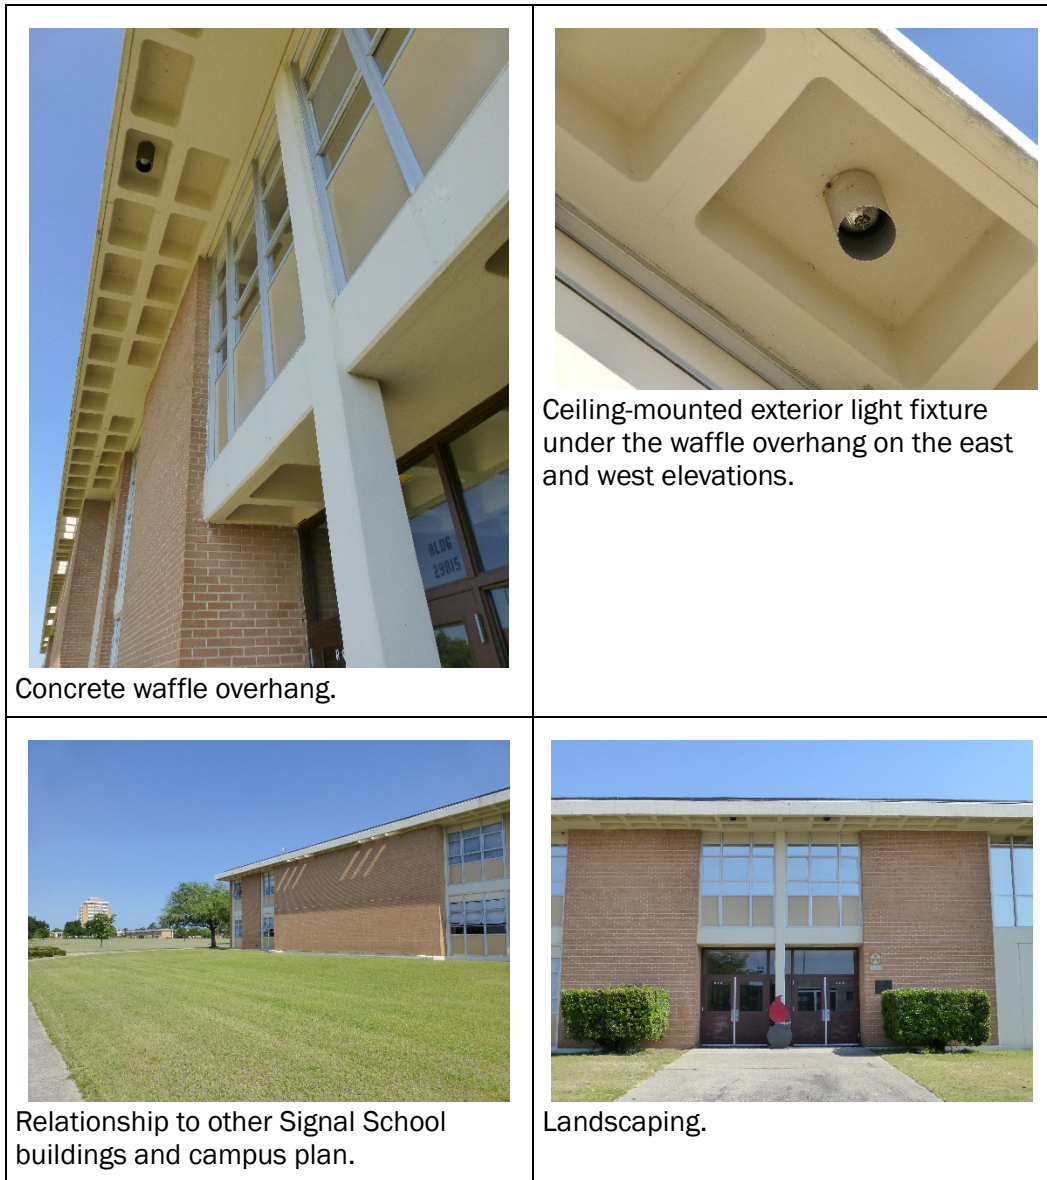 BLDG
29815
Concrete waffle overhang.
Ceiling-mounted exterior light fixture
under the waffle overhang on the east
and west elevations.
Relationship to other Signal School
buildings and campus plan.
Landscaping.